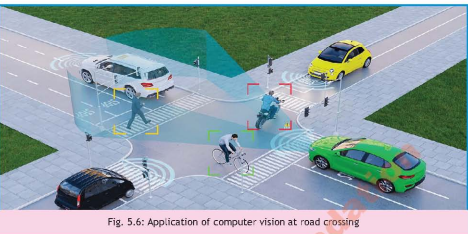 Fig. 5.6: Application of computer vision at road crossing